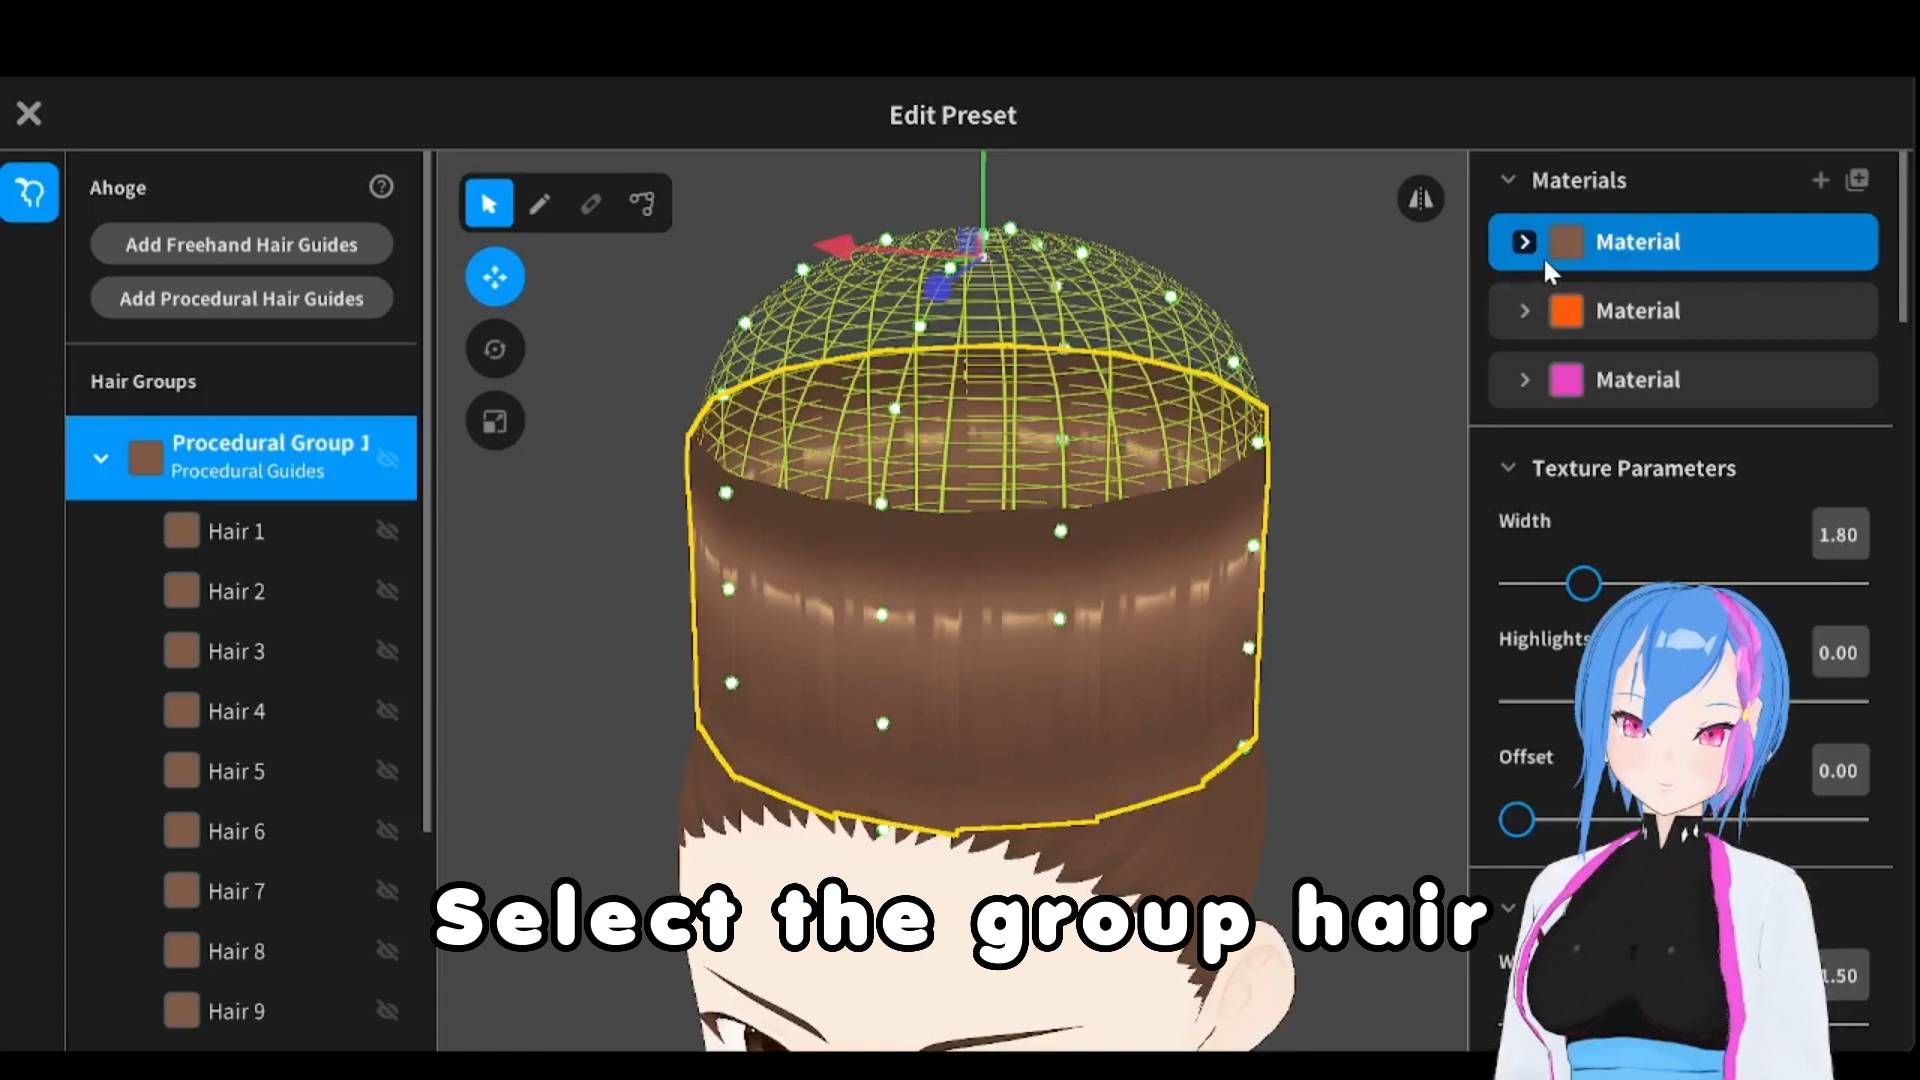 Edit Preset
Ahoge
Add Freehand Hair Guides
Add Procedural Hair Guides
Hair Groups
Procedural Group 1
Procedural Guides
Hair 1
Hair 2
Hair 3
Hair 4
Hair 5
Hair 6
Hair 7
Hair 8
Hair 9
Materials
Material
Material
Material
Texture Parameters
Width
1.80
Highlights
0.00
Offset
0.00
1.50
Select the group hair